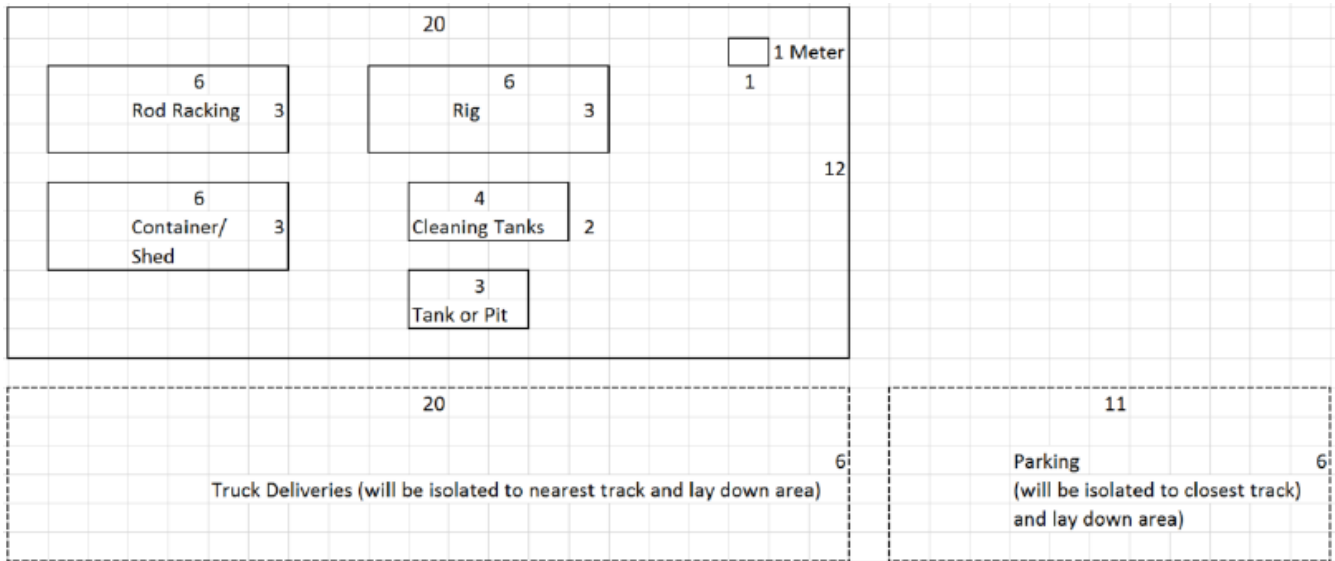 20
1 Meter
6
6
1
Rod Racking 3
Rig 3
12
6
4
Container/ 3
Cleaning Tanks 2
Shed
3
Tank or Pit
20
11
6
Parking 6
Truck Deliveries (will be isolated to nearest track and lay down area)
(will be isolated to closest track)
and lay down area)